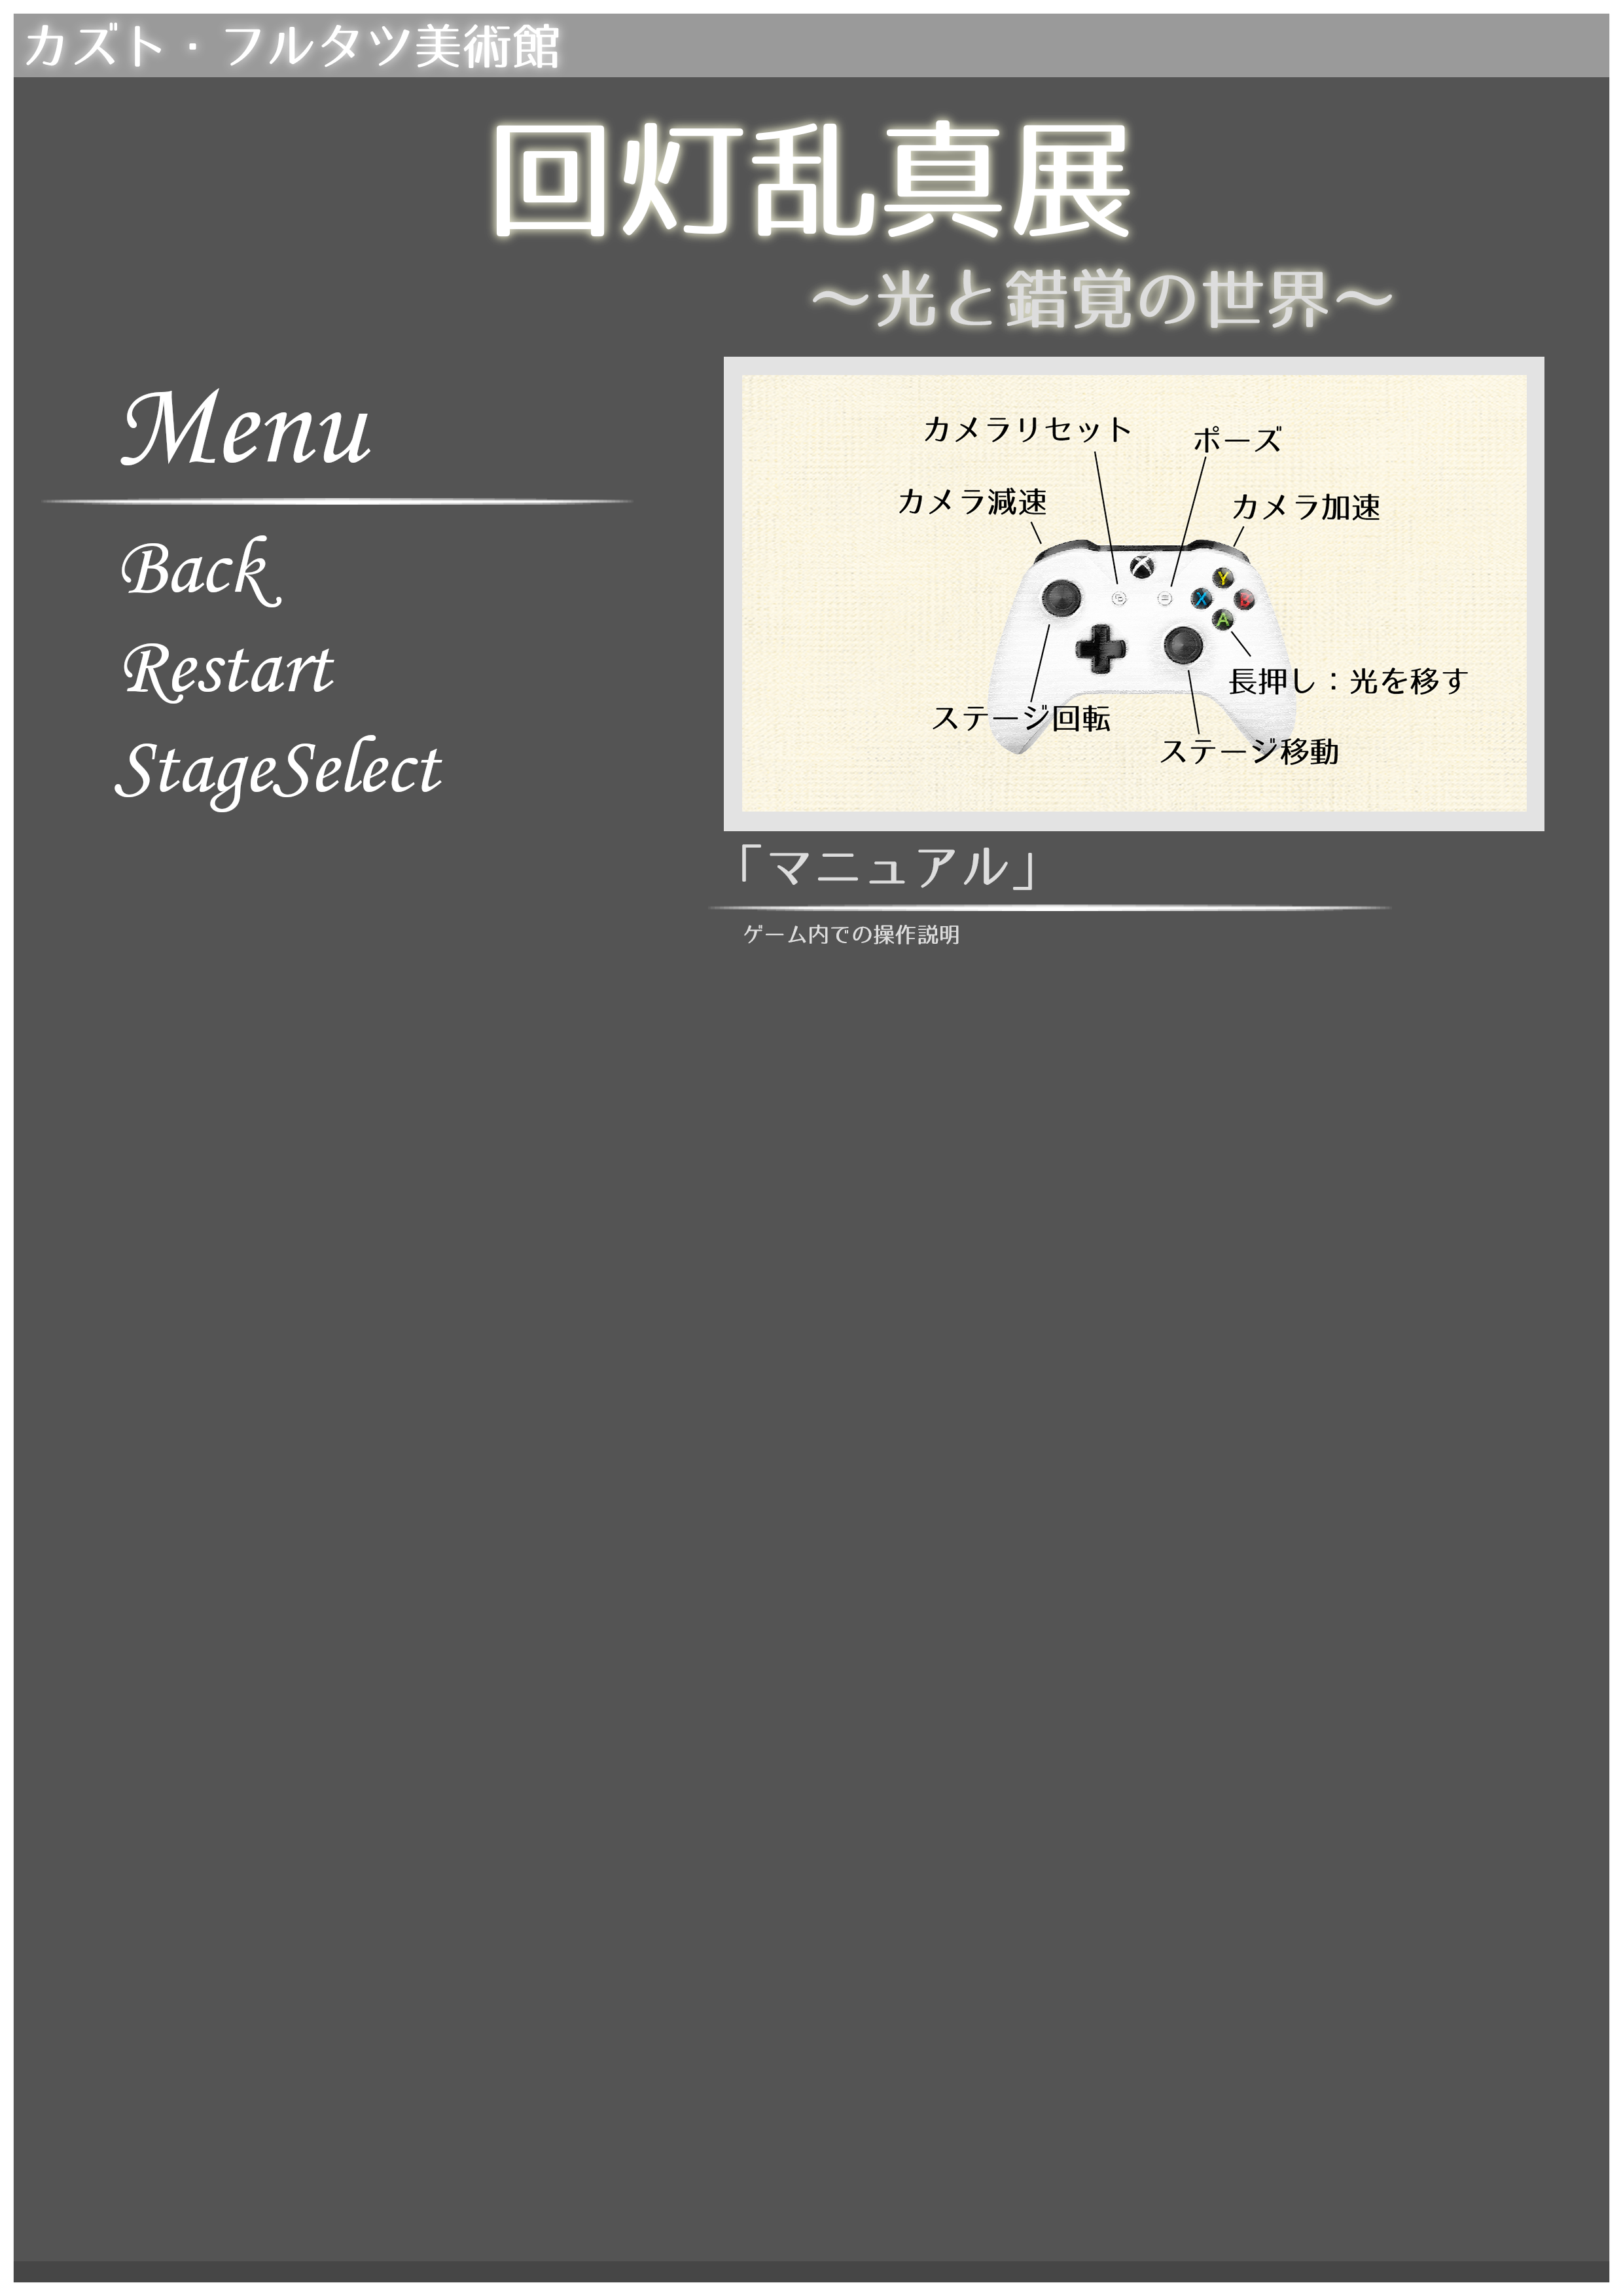 カズト・フルタツ美術館
回灯乱真展
～光と錯覚の世界～
Menu
Back
Restart
StageSelect
カメラリセット
ポーズ
カメラ減速
カメラ加速
Y
X
B
A
長押し：光を移す
ステージ回転
ステージ移動
「マニュアル」
ゲーム内での操作説明